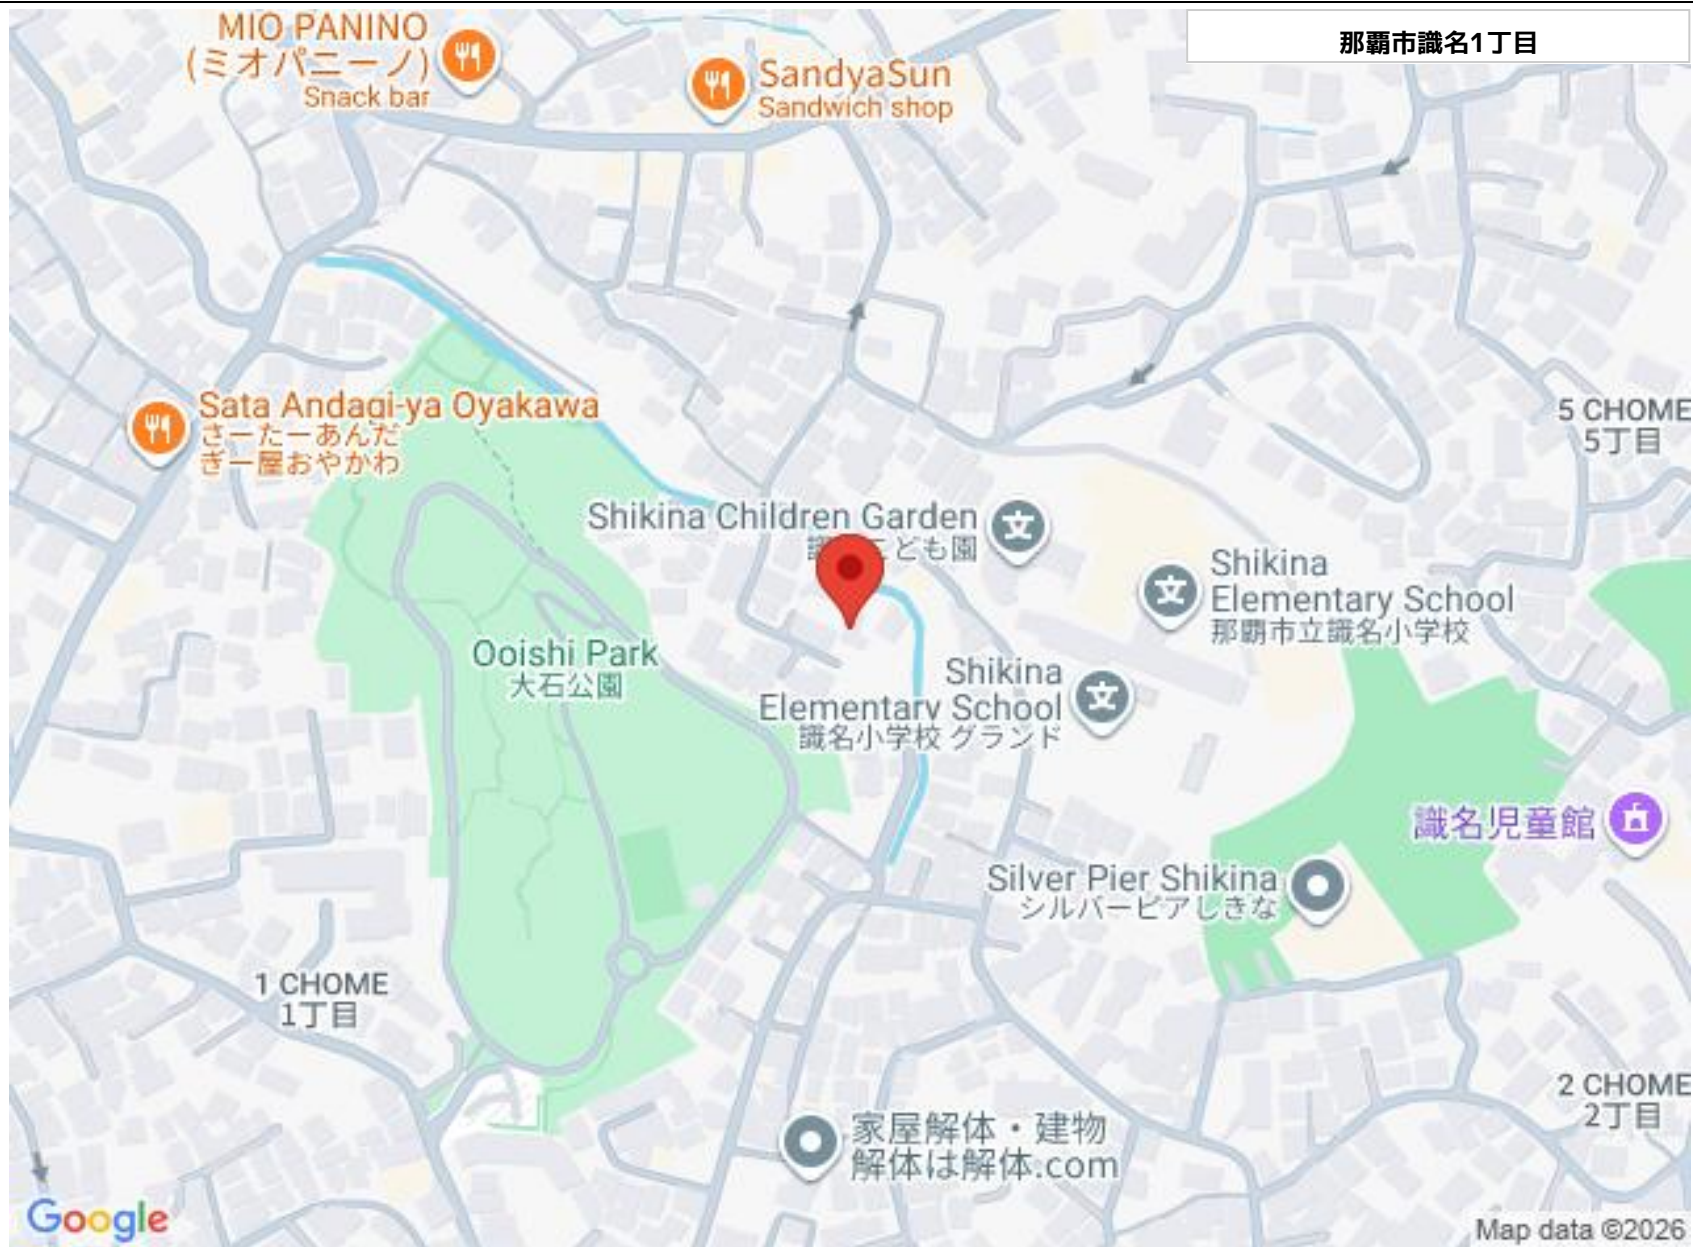 那覇市識名1丁目
MIO PANINO
(ミオパニーノ)
Snack bar
SandyaSun
Sandwich shop
Sata Andagi-ya Oyakawa
さーたーあんだ
ぎー屋おやかわ
5 CHOME
5丁目
Shikina Children Garden
こども園
Shikina
Elementary School
那覇市立識名小学校
Ooishi Park
大石公園
Shikina
Elementary School
識名小学校 グランド
識名児童館
Silver Pier Shikina
シルバーピアしきな
1 CHOME
1丁目
2 CHOME
2丁目
家屋解体・建物
解体は解体.com
Google
Map data ©2026